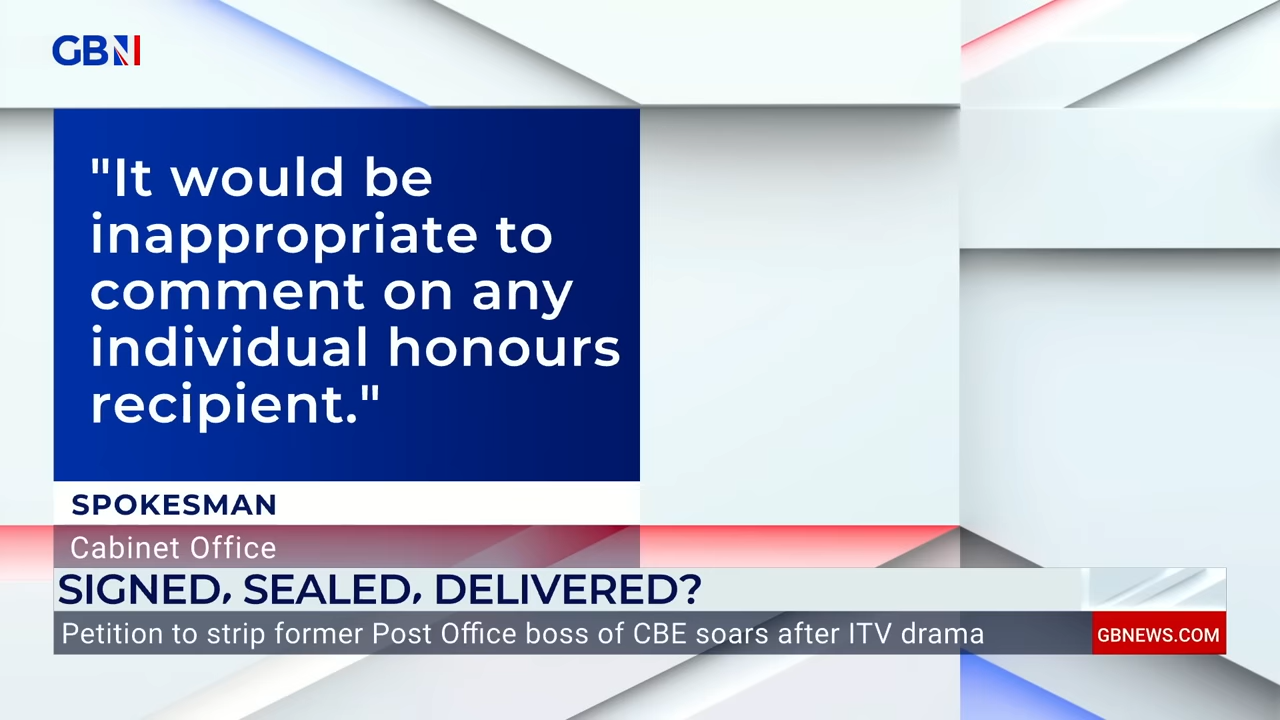 GBN
"It would be
inappropriate to
comment on any
individual honours
recipient."
SPOKESMAN
Cabinet Office
SIGNED, SEALED, DELIVERED?
Petition to strip former Post Office boss of CBE soars after ITV drama
GBNEWS.COM